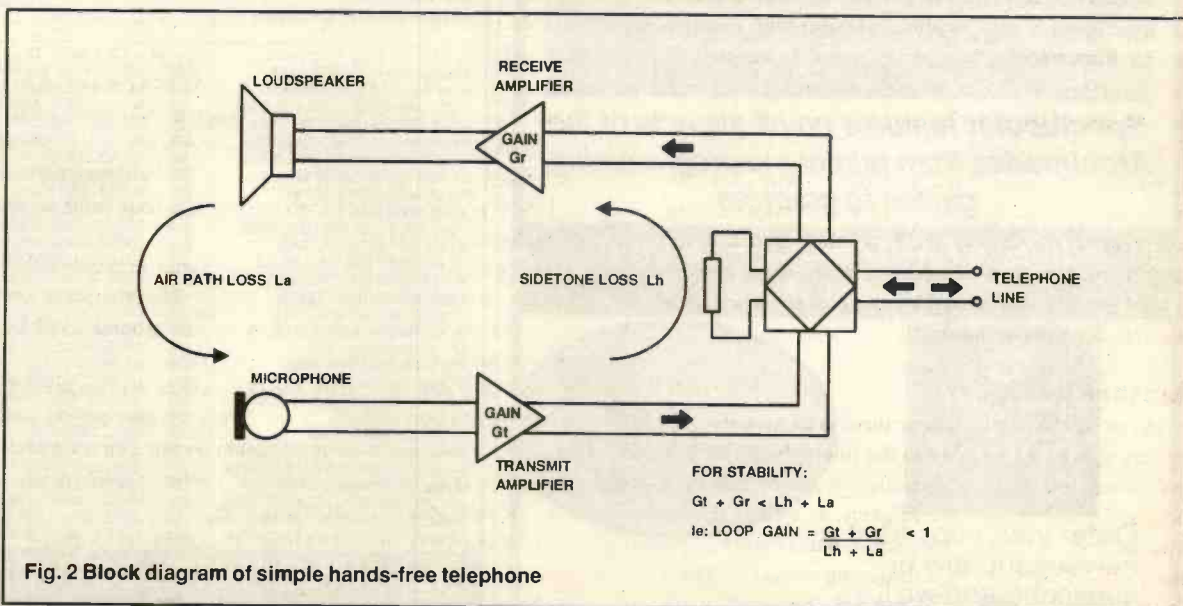 LOUDSPEAKER
RECEIVE
AMPLIFIER
GAIN
Gr
AIR PATH LOSS La
SIDETONE LOSS Lh
TELEPHONE
LINE
MICROPHONE
GAIN
Gt
TRANSMIT
AMPLIFIER
FOR STABILITY:
Gt + Gr < Lh + La
Ie: LOOP GAIN = Gt + Gr < 1
Lh + La
Fig. 2 Block diagram of simple hands-free telephone